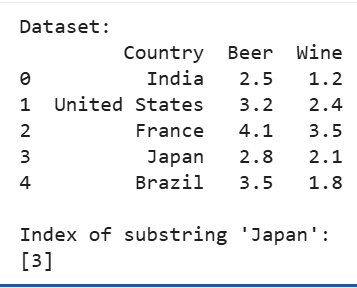 Dataset:
Country Beer Wine
0 India 2.5 1.2
1 United States 3.2 2.4
2 France 4.1 3.5
3 Japan 2.8 2.1
4 Brazil 3.5 1.8
Index of substring 'Japan':
[3]